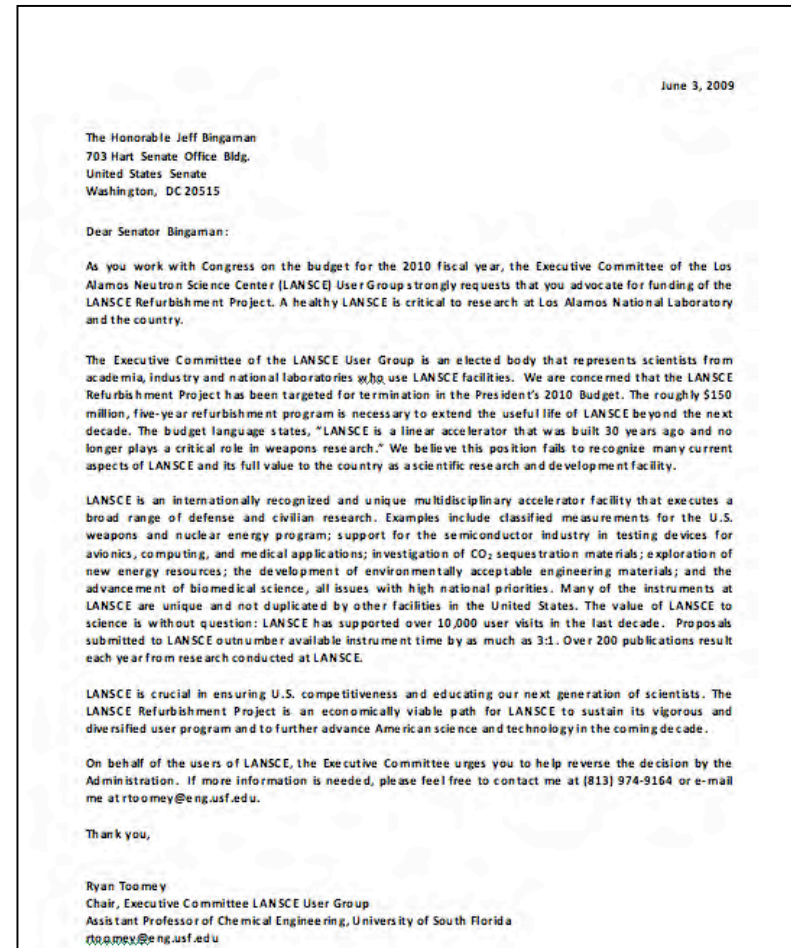 June 3, 2009
The Honorable Jeff Bingaman
703 Hart Senate Office Bldg.
United States Senate
Washington, DC 20515
Dear Senator Bingaman:
As you work with Congress on the budget for the 2010 fiscal year, the Executive Committee of the Los
Alamos Neutron Science Center (LANSCE) User Group strongly requests that you advocate for funding of the
LANSCE Refurbishment Project. A healthy LANSCE is critical to research at Los Alamos National Laboratory
and the country.
The Executive Committee of the LANSCE User Group is an elected body that represents scientists from
academia, industry and national laboratories who use LANSCE facilities. We are concerned that the LANSCE
Refurbishment Project has been targeted for termination in the President's 2010 Budget. The roughly $150
million, five-year refurbishment program is necessary to extend the useful life of LANSCE beyond the next
decade. The budget language states, "LANSCE is a linear accelerator that was built 30 years ago and no
longer plays a critical role in weapons research." We believe this position fails to recognize many current
aspects of LANSCE and its full value to the country as a scientific research and development facility.
LANSCE is an internationally recognized and unique multidisciplinary accelerator facility that executes a
broad range of defense and civilian research. Examples include classified measurements for the U.S.
weapons and nuclear energy program; support for the semiconductor industry in testing devices for
avionics, computing, and medical applications; investigation of CO₂ sequestration materials; exploration of
new energy resources; the development of environmentally acceptable engineering materials; and the
advancement of biomedical science, all issues with high national priorities. Many of the instruments at
LANSCE are unique and not duplicated by other facilities in the United States. The value of LANSCE to
science is without question: LANSCE has supported over 10,000 user visits in the last decade. Proposals
submitted to LANSCE outnumber available instrument time by as much as 3:1. Over 200 publications result
each year from research conducted at LANSCE.
LANSCE is crucial in ensuring U.S. competitiveness and educating our next generation of scientists. The
LANSCE Refurbishment Project is an economically viable path for LANSCE to sustain its vigorous and
diversified user program and to further advance American science and technology in the coming decade.
On behalf of the users of LANSCE, the Executive Committee urges you to help reverse the decision by the
Administration. If more information is needed, please feel free to contact me at (813) 974-9164 or e-mail
me at rtoomey@eng.usf.edu.
Thank you,
Ryan Toomey
Chair, Executive Committee LANSCE User Group
Assistant Professor of Chemical Engineering, University of South Florida
rtoomey@eng.usf.edu